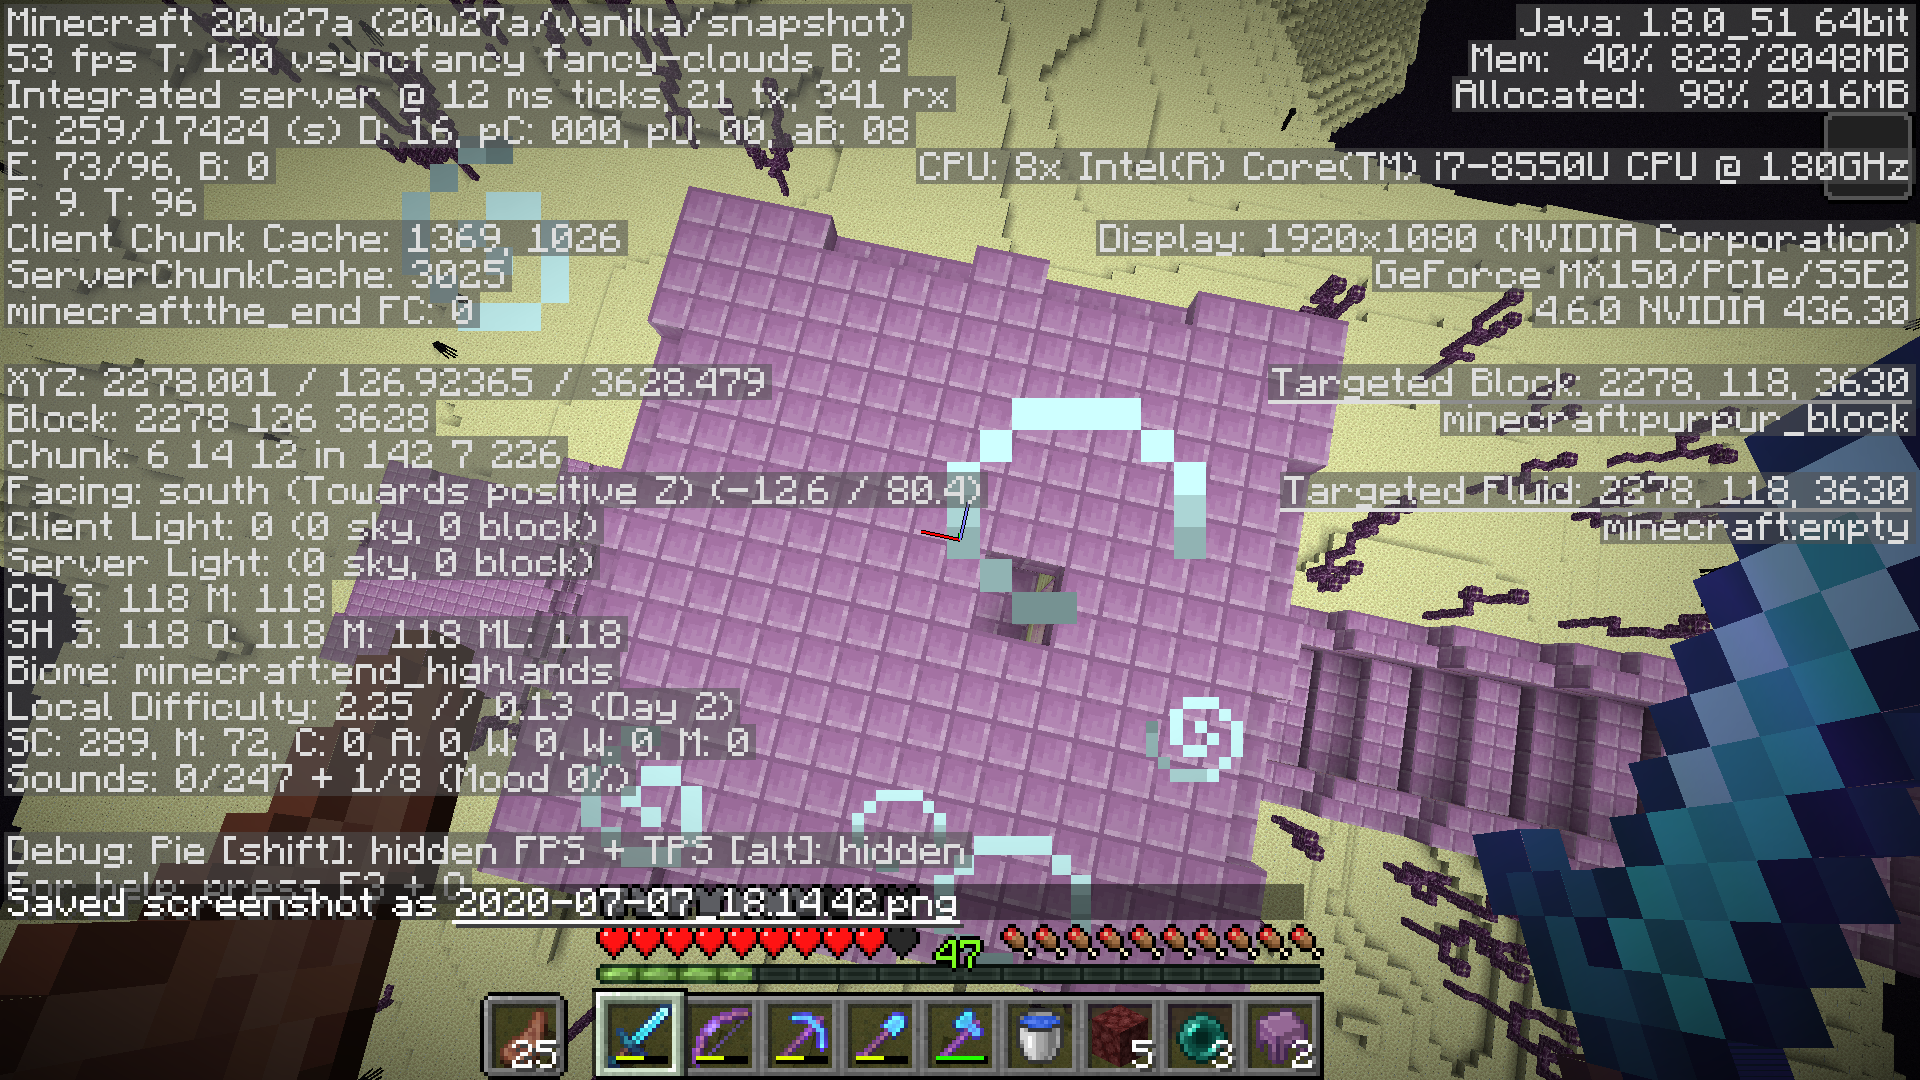 Minecraft 20w27a (20w27a/vanilla/snapshot)
53 fps T: 120 vsyncfancy fancy-clouds B: 2
Integrated server @ 12 ms ticks, 21 tx, 341 rx
C: 259/17424 (s) D: 16, pC: 000, pU: 00, aB: 08
E: 73/96, B: 0
P: 9. T: 96
Client Chunk Cache: 1369, 1026
ServerChunkCache: 3025
minecraft:the_end FC: 0
XYZ: 2278.001 / 126.92365 / 3628.479
Block: 2278 126 3628
Chunk: 6 14 12 in 142 7 226
Facing: south (Towards positive Z) (-12.6 / 80.4)
Client Light: 0 (0 sky, 0 block)
Server Light: (0 sky, 0 block)
CH S: 118 M: 118
SH S: 118 O: 118 M: 118 ML: 118
Biome: minecraft:end_highlands
Local Difficulty: 2.25 // 0.13 (Day 2)
SC: 289, M: 72, C: 0, A: 0, W: 0, W: 0, M: 0
Sounds: 0/247 + 1/8 (Mood 0%)
Debug: Pie [shift]: hidden FPS + TPS [alt]: hidden
For help: press F3 + Q
Saved screenshot as 2020-07-07_18.14.42.png
Java: 1.8.0_51 64bit
Mem: 40% 823/2048MB
Allocated: 98% 2016MB
CPU: 8x Intel(R) Core(TM) i7-8550U CPU @ 1.80GHz
Display: 1920x1080 (NVIDIA Corporation)
GeForce MX150/PCIe/SSE2
4.6.0 NVIDIA 436.30
Targeted Block: 2278, 118, 3630
minecraft:purpur_block
Targeted Fluid: 2278, 118, 3630
minecraft:empty
47
25
5
3
2